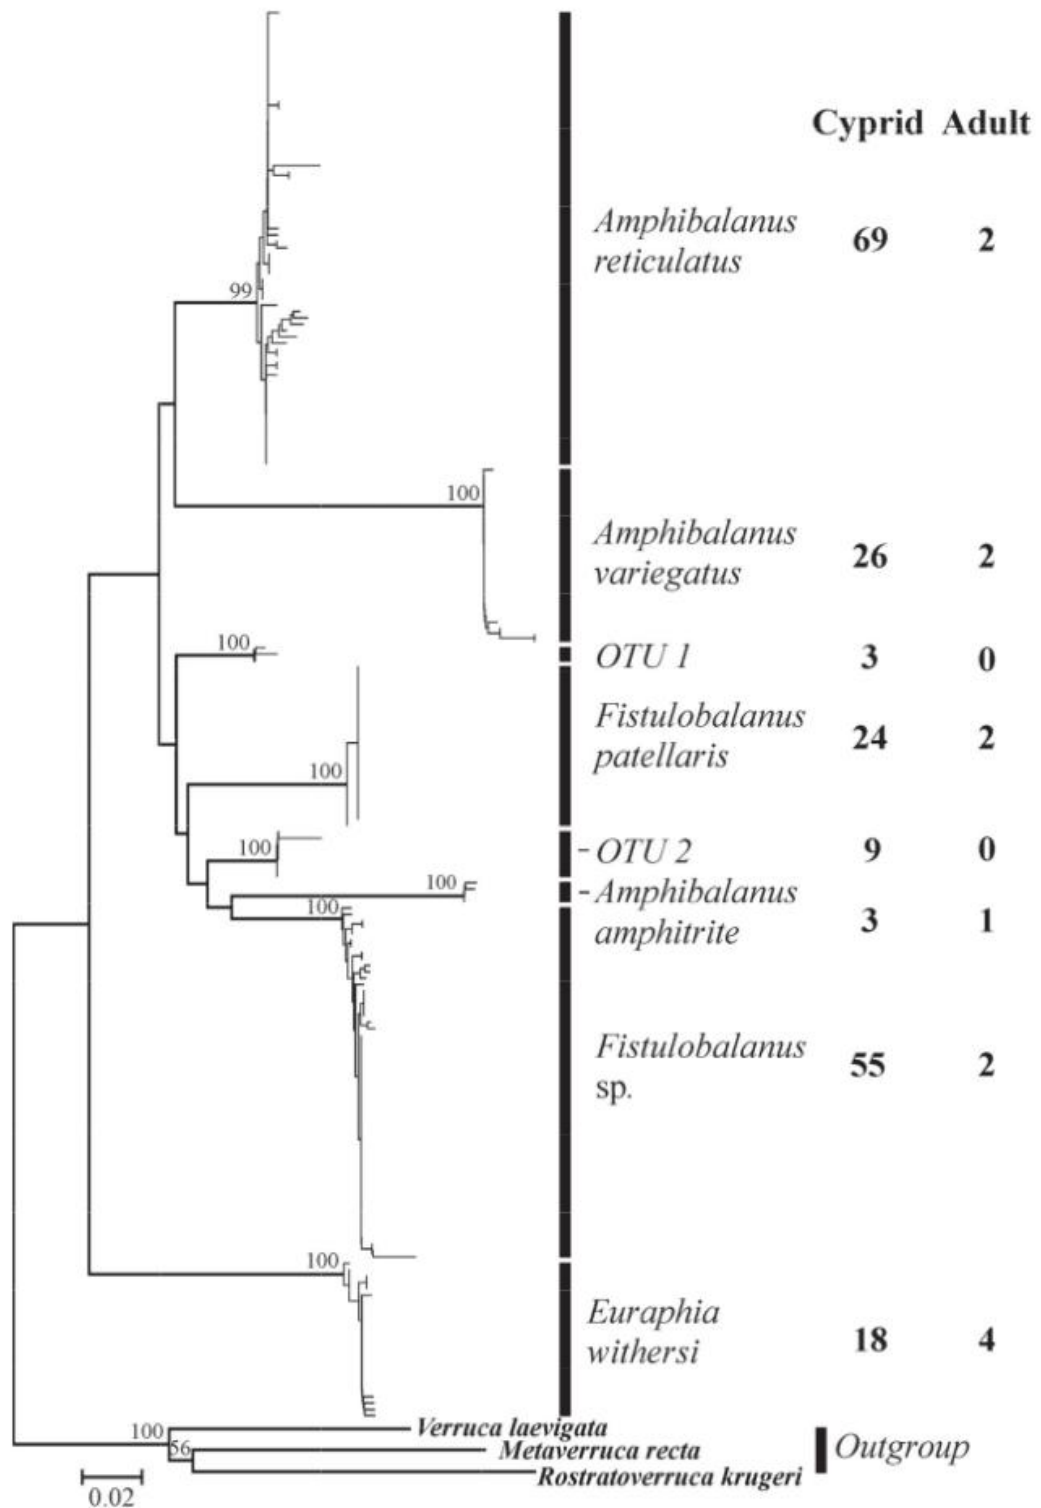 Cyprid Adult
Amphibalanus
reticulatus
69 2
99
100
Amphibalanus
variegatus
26 2
100
OTU 1
3 0
Fistulobalanus
patellaris
24 2
100
100
OTU 2
9 0
100
Amphibalanus
amphitrite
3 1
100
Fistulobalanus
sp.
55 2
100
Euraphia
withersi
18 4
100
Verruca laevigata
56
Metaverruca recta
Rostratoverruca krugeri
Outgroup
0.02